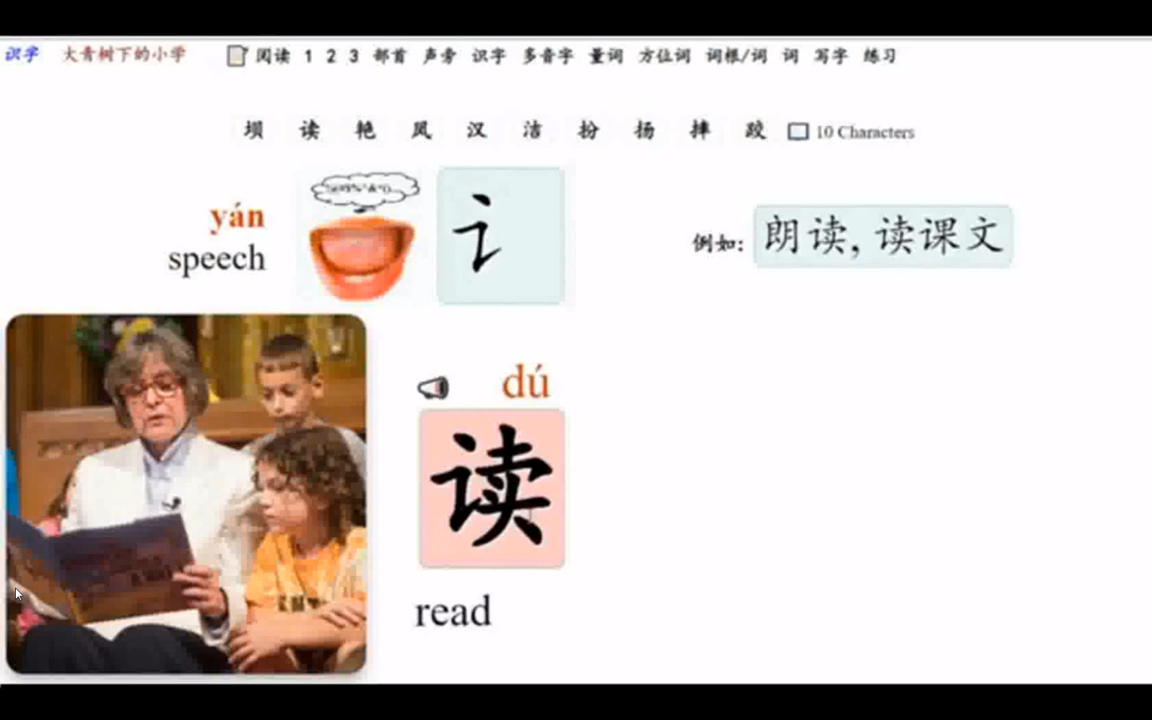 识字 大青树下的小学 阅读 1 2 3 部首 声旁 识字 多音字 量词 方位词 词根/词 词 写字 练习
坝 读 艳 凤 汉 洁 扮 扬 摔 跤 10 Characters
yán
speech
讠
例如: 朗读, 读课文
dú
读
read